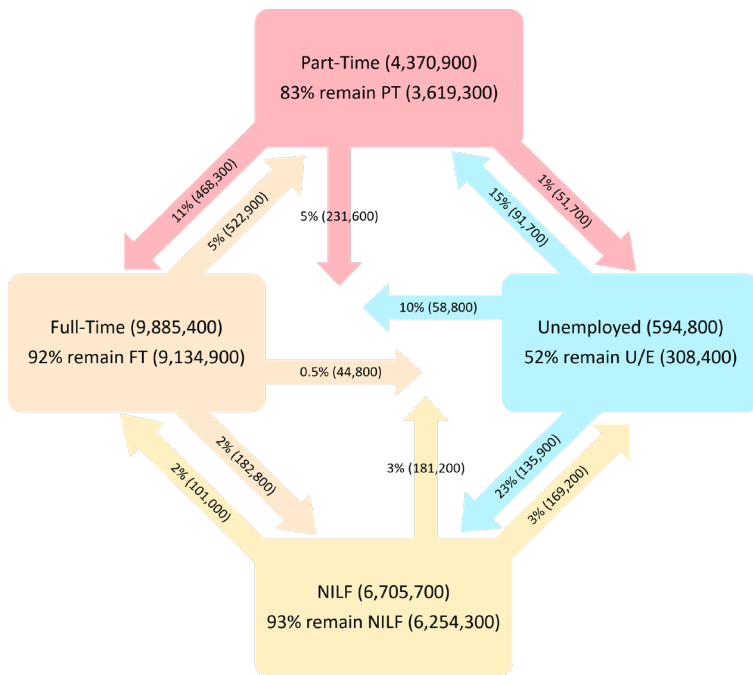 Part-Time (4,370,900)
83% remain PT (3,619,300)
11% (468,300)
5% (522,900)
5% (231,600)
15% (91,700)
1% (51,700)
Full-Time (9,885,400)
92% remain FT (9,134,900)
10% (58,800)
Unemployed (594,800)
52% remain U/E (308,400)
0.5% (44,800)
2% (101,000)
2% (182,800)
3% (181,200)
23% (135,900)
3% (169,200)
NILF (6,705,700)
93% remain NILF (6,254,300)